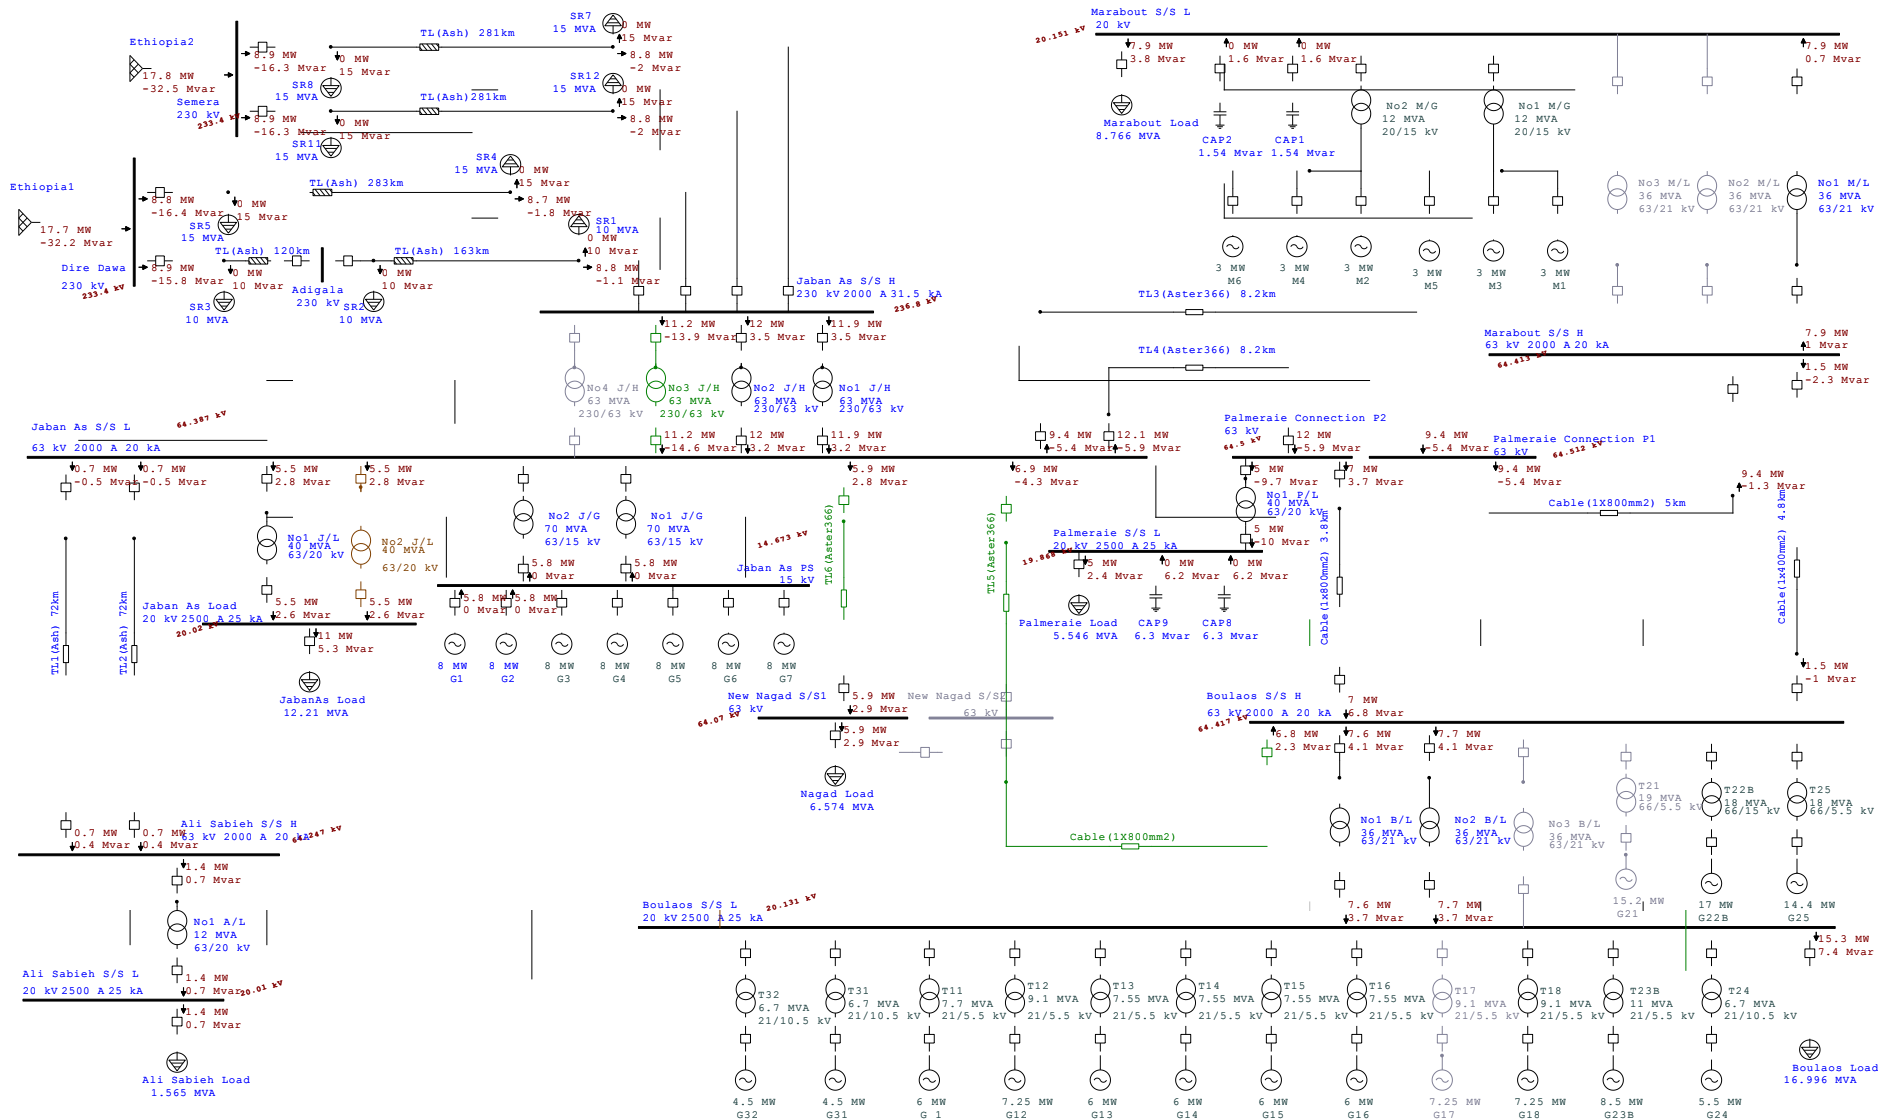 Ethiopia2
17.8 MW
-32.5 Mvar
Semera
230 kV
233.4 kV
8.9 MW
-16.3 Mvar
0 MW
15 Mvar
SR8
15 MVA
TL(Ash) 281km
SR7
15 MVA
0 MW
15 Mvar
8.8 MW
-2 Mvar
8.9 MW
-16.3 Mvar
0 MW
15 Mvar
SR11
15 MVA
TL(Ash)281km
SR12
15 MVA
0 MW
15 Mvar
8.8 MW
-2 Mvar
Ethiopia1
17.7 MW
-32.2 Mvar
Dire Dawa
230 kV
233.4 kV
8.8 MW
-16.4 Mvar
0 MW
15 Mvar
SR5
15 MVA
TL(Ash) 283km
SR4
15 MVA
0 MW
15 Mvar
8.7 MW
-1.8 Mvar
8.9 MW
-15.8 Mvar
TL(Ash) 120km
0 MW
10 Mvar
SR3
10 MVA
Adigala
230 kV
TL(Ash) 163km
0 MW
10 Mvar
SR2
10 MVA
SR1
10 MVA
0 MW
10 Mvar
8.8 MW
-1.1 Mvar
Jaban As S/S H
230 kV 2000 A 31.5 kA
236.8 kV
11.2 MW
-13.9 Mvar
12 MW
3.5 Mvar
11.9 MW
3.5 Mvar
No4 J/H
63 MVA
230/63 kV
No3 J/H
63 MVA
230/63 kV
No2 J/H
63 MVA
230/63 kV
No1 J/H
63 MVA
230/63 kV
11.2 MW
-14.6 Mvar
12 MW
3.2 Mvar
11.9 MW
3.2 Mvar
Marabout S/S L
20 kV
20.151 kV
7.9 MW
3.8 Mvar
0 MW
1.6 Mvar
0 MW
1.6 Mvar
7.9 MW
0.7 Mvar
Marabout Load
8.766 MVA
CAP2
1.54 Mvar
CAP1
1.54 Mvar
No2 M/G
12 MVA
20/15 kV
No1 M/G
12 MVA
20/15 kV
No3 M/L
36 MVA
63/21 kV
No2 M/L
36 MVA
63/21 kV
No1 M/L
36 MVA
63/21 kV
3 MW
M6
3 MW
M4
3 MW
M2
3 MW
M5
3 MW
M3
3 MW
M1
TL3(Aster366) 8.2km
TL4(Aster366) 8.2km
Marabout S/S H
63 kV 2000 A 20 kA
64.413 kV
7.9 MW
1 Mvar
1.5 MW
-2.3 Mvar
Jaban As S/S L
63 kV 2000 A 20 kA
64.387 kV
0.7 MW
-0.5 Mvar
0.7 MW
-0.5 Mvar
5.5 MW
2.8 Mvar
5.5 MW
2.8 Mvar
5.9 MW
2.8 Mvar
6.9 MW
-4.3 Mvar
9.4 MW
-5.4 Mvar
12.1 MW
-5.9 Mvar
Palmeraie Connection P2
63 kV
64.5 kV
12 MW
-5.9 Mvar
5 MW
-9.7 Mvar
7 MW
3.7 Mvar
9.4 MW
-5.4 Mvar
Palmeraie Connection P1
63 kV
64.512 kV
9.4 MW
-5.4 Mvar
9.4 MW
-1.3 Mvar
Cable(1X800mm2) 5km
Cable(1x400mm2) 4.8km
No1 P/L
40 MVA
63/20 kV
5 MW
-10 Mvar
Palmeraie S/S L
20 kV 2500 A 25 kA
19.868 kV
5 MW
2.4 Mvar
0 MW
6.2 Mvar
0 MW
6.2 Mvar
Palmeraie Load
5.546 MVA
CAP9
6.3 Mvar
CAP8
6.3 Mvar
Cable(1x800mm2) 3.8km
No1 J/L
40 MVA
63/20 kV
No2 J/L
40 MVA
63/20 kV
5.5 MW
2.6 Mvar
5.5 MW
2.6 Mvar
Jaban As Load
20 kV 2500 A 25 kA
20.02 kV
11 MW
5.3 Mvar
JabanAs Load
12.21 MVA
TL1(Ash) 72km
TL2(Ash) 72km
No2 J/G
70 MVA
63/15 kV
No1 J/G
70 MVA
63/15 kV
14.673 kV
5.8 MW
0 Mvar
5.8 MW
0 Mvar
Jaban As PS
15 kV
5.8 MW
0 Mvar
5.8 MW
0 Mvar
8 MW
G1
8 MW
G2
8 MW
G3
8 MW
G4
8 MW
G5
8 MW
G6
8 MW
G7
TL6(Aster366)
TL5(Aster366)
New Nagad S/S1
63 kV
64.07 kV
5.9 MW
2.9 Mvar
5.9 MW
2.9 Mvar
Nagad Load
6.574 MVA
New Nagad S/S2
63 kV
Cable(1X800mm2)
1.5 MW
-1 Mvar
Boulaos S/S H
63 kV 2000 A 20 kA
64.417 kV
7 MW
6.8 Mvar
6.8 MW
2.3 Mvar
7.6 MW
4.1 Mvar
7.7 MW
4.1 Mvar
No1 B/L
36 MVA
63/21 kV
No2 B/L
36 MVA
63/21 kV
No3 B/L
36 MVA
63/21 kV
T21
19 MVA
66/5.5 kV
T22B
18 MVA
66/15 kV
T25
18 MVA
66/5.5 kV
15.2 MW
G21
17 MW
G22B
14.4 MW
G25
7.6 MW
3.7 Mvar
7.7 MW
3.7 Mvar
0.7 MW
0.4 Mvar
0.7 MW
0.4 Mvar
Ali Sabieh S/S H
63 kV 2000 A 20 kA
64.247 kV
1.4 MW
0.7 Mvar
No1 A/L
12 MVA
63/20 kV
Ali Sabieh S/S L
20 kV 2500 A 25 kA
20.01 kV
1.4 MW
0.7 Mvar
1.4 MW
0.7 Mvar
Ali Sabieh Load
1.565 MVA
Boulaos S/S L
20 kV 2500 A 25 kA
20.131 kV
15.3 MW
7.4 Mvar
T32
6.7 MVA
21/10.5 kV
T31
6.7 MVA
21/10.5 kV
T11
7.7 MVA
21/5.5 kV
T12
9.1 MVA
21/5.5 kV
T13
7.55 MVA
21/5.5 kV
T14
7.55 MVA
21/5.5 kV
T15
7.55 MVA
21/5.5 kV
T16
7.55 MVA
21/5.5 kV
T17
9.1 MVA
21/5.5 kV
T18
9.1 MVA
21/5.5 kV
T23B
11 MVA
21/5.5 kV
T24
6.7 MVA
21/10.5 kV
4.5 MW
G32
4.5 MW
G31
6 MW
G 1
7.25 MW
G12
6 MW
G13
6 MW
G14
6 MW
G15
6 MW
G16
7.25 MW
G17
7.25 MW
G18
8.5 MW
G23B
5.5 MW
G24
Boulaos Load
16.996 MVA